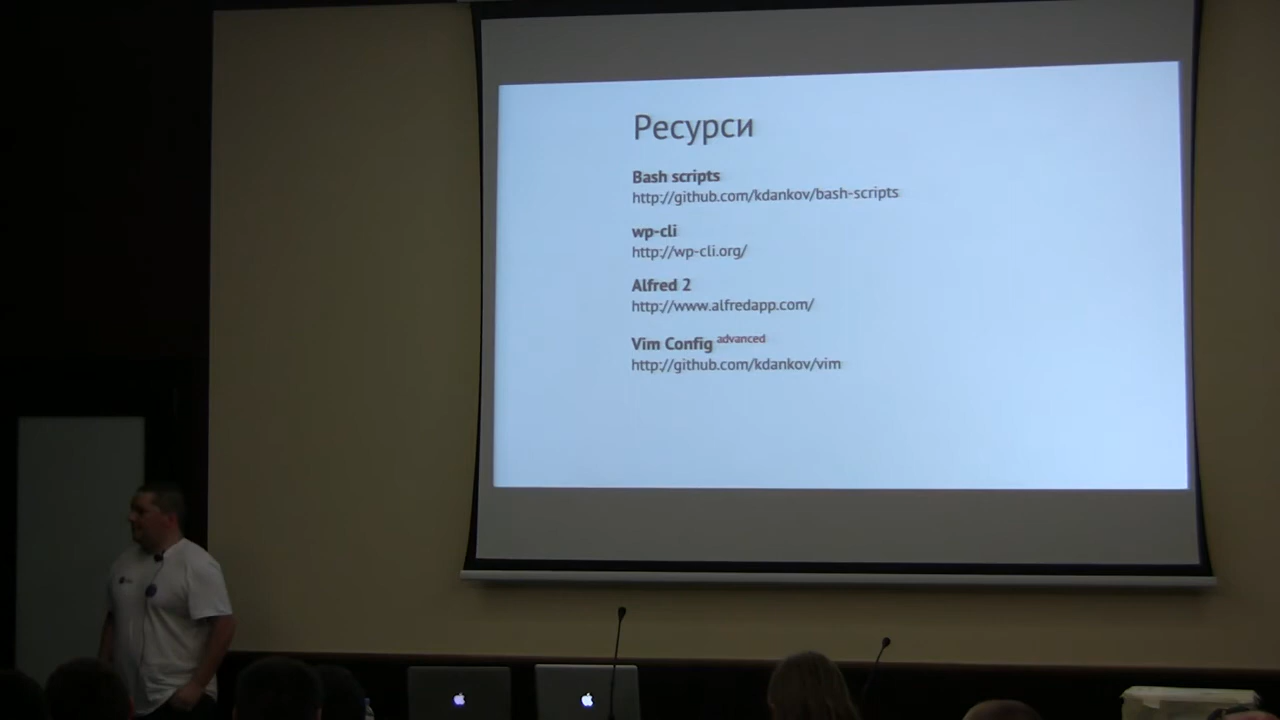 Ресурси
Bash scripts
http://github.com/kdankov/bash-scripts
wp-cli
http://wp-cli.org/
Alfred 2
http://www.alfredapp.com/
Vim Config advanced
http://github.com/kdankov/vim